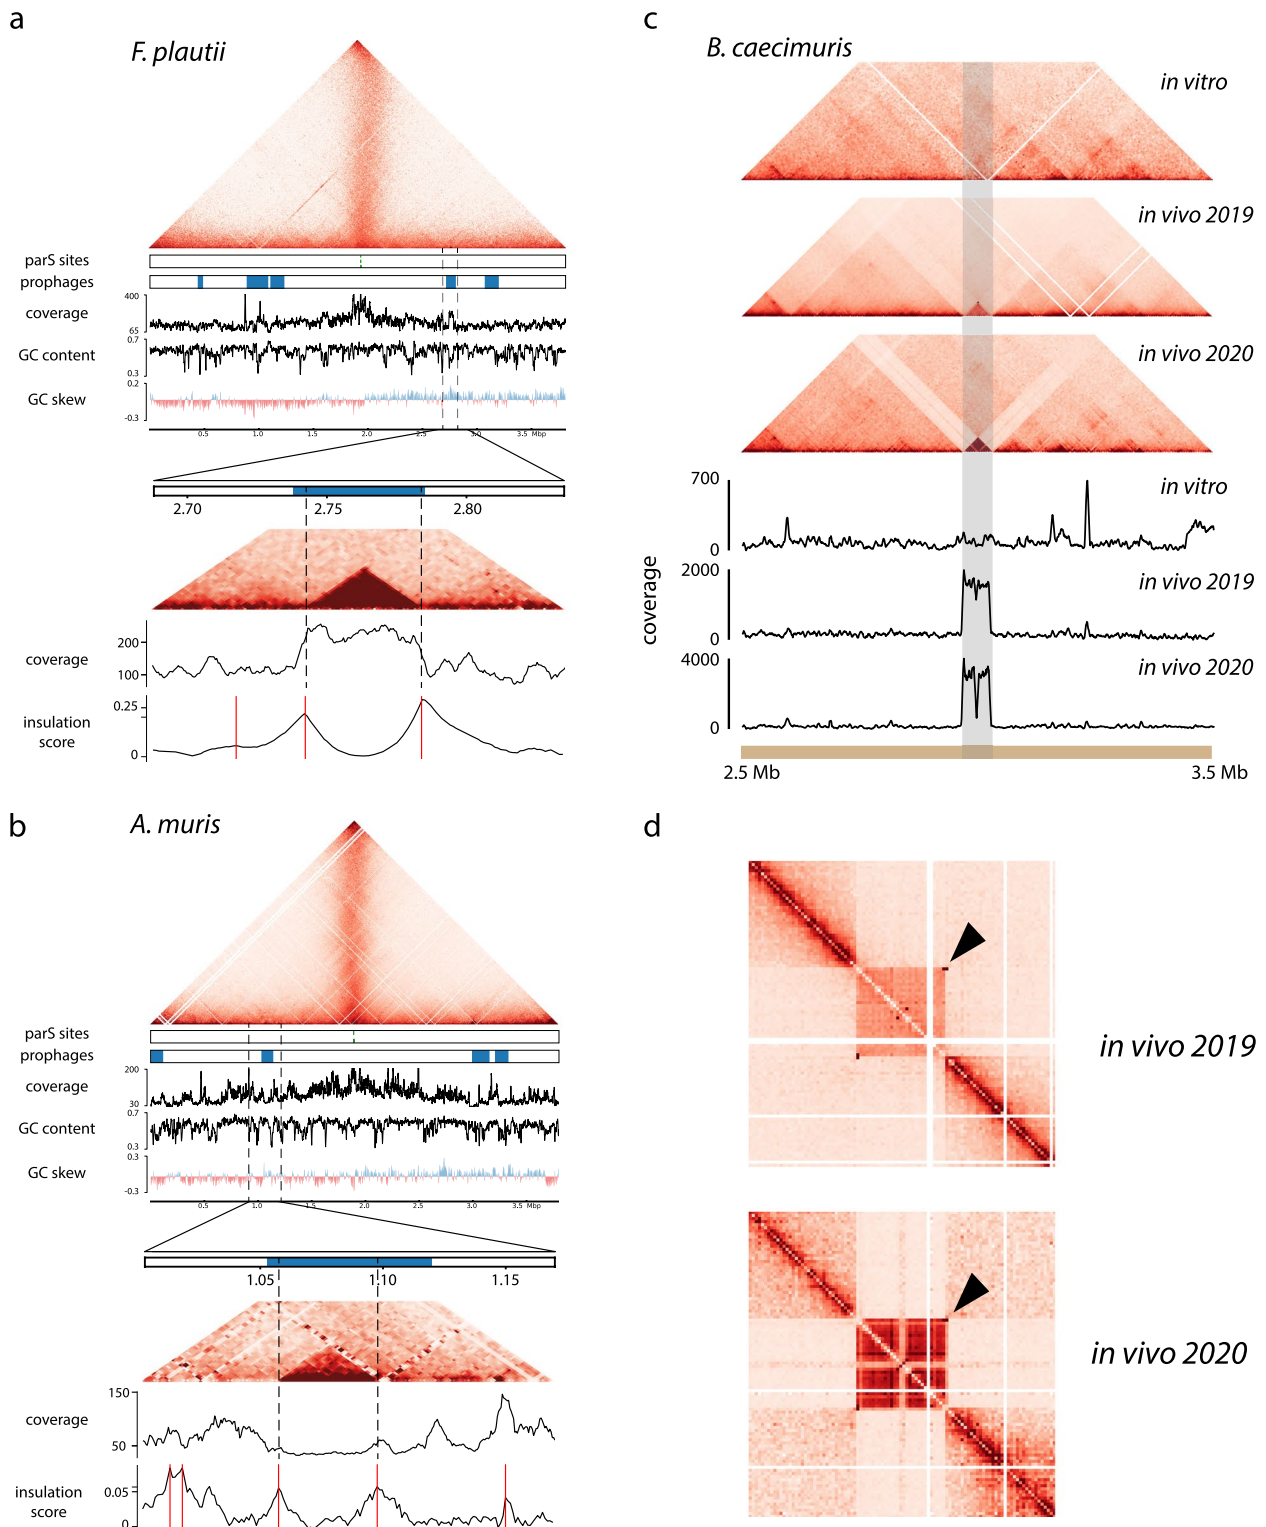 a
F. plautii
parS sites
prophages
400
coverage
65
0.7
GC content
0.3
0.2
GC skew
-0.3
0.5 1.0 1.5 2.0 2.5 3.0 3.5 Mbp
2.70 2.75 2.80
200
coverage
100
0.25
insulation
score
0
b
A. muris
parS sites
prophages
200
coverage
30
0.7
GC content
0.3
0.3
GC skew
-0.3
0.5 1.0 1.5 2.0 2.5 3.0 3.5 Mbp
1.05 1.10 1.15
150
coverage
50
insulation
score
0.05
0
c
B. caecimuris
in vitro
in vivo 2019
in vivo 2020
coverage
700
in vitro
0
2000
in vivo 2019
0
4000
in vivo 2020
0
2.5 Mb 3.5 Mb
d
in vivo 2019
in vivo 2020